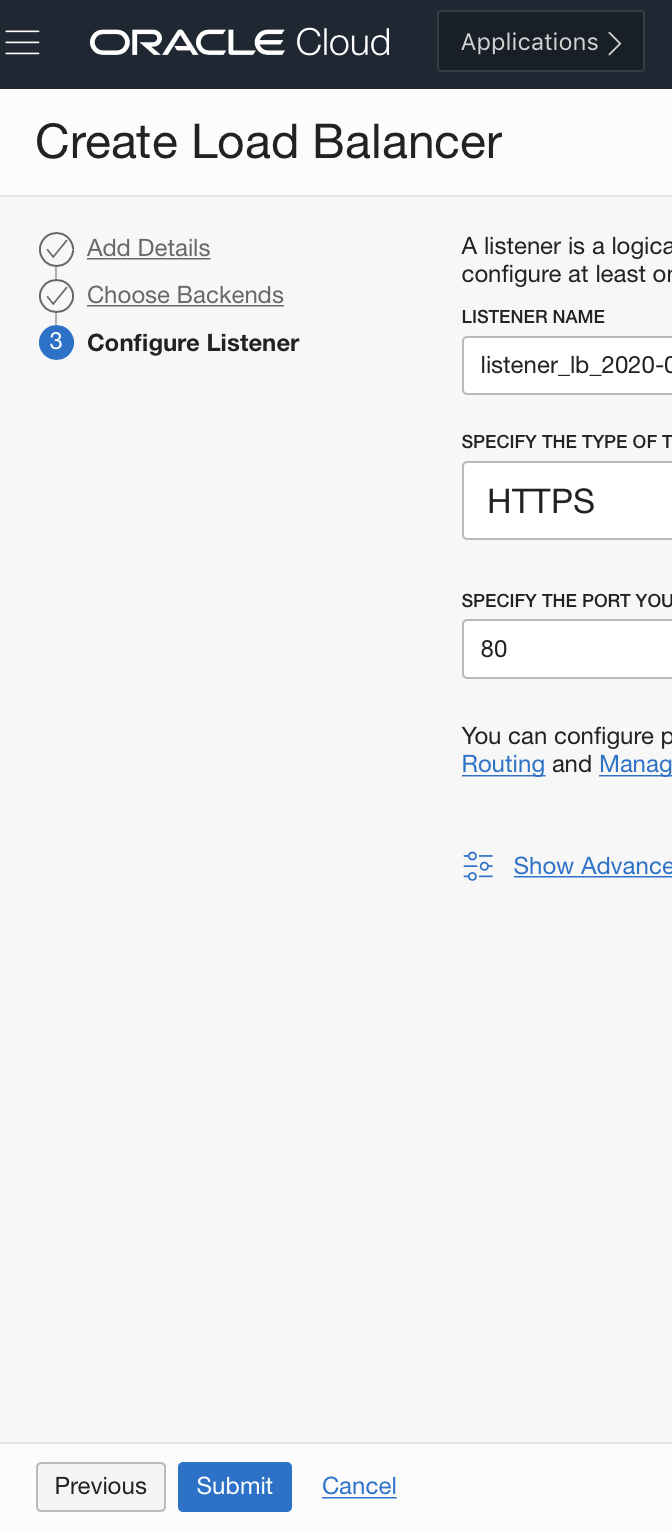 ORACLE Cloud
Applications
Create Load Balancer
Add Details
Choose Backends
3 Configure Listener
A listener is a logica
configure at least or
LISTENER NAME
listener_lb_2020-0
SPECIFY THE TYPE OF T
HTTPS
SPECIFY THE PORT YOU
80
You can configure p
Routing and Manag
Show Advance
Previous
Submit
Cancel